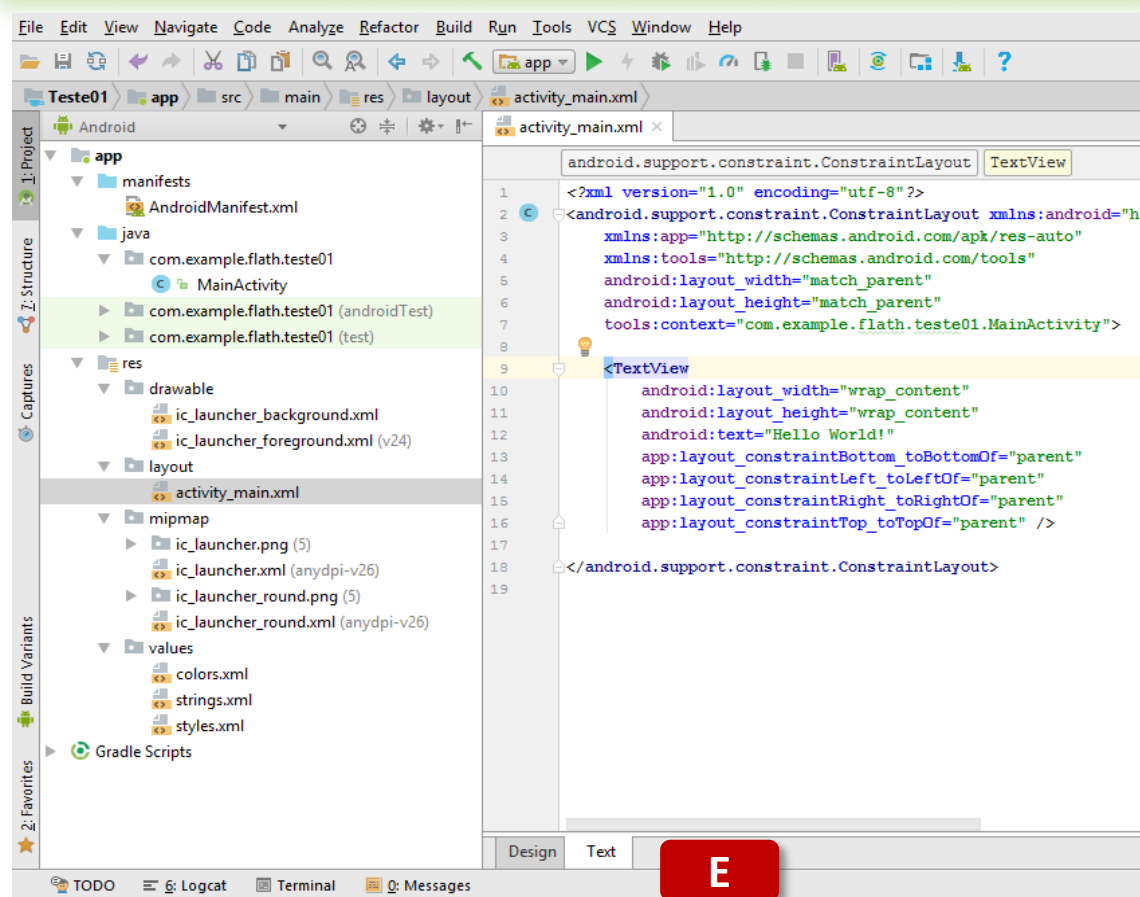 File Edit View Navigate Code Analyze Refactor Build Run Tools VCS Window Help
app
Teste01 app src main res layout activity_main.xml
1: Project
Z: Structure
Captures
Build Variants
2: Favorites
Android
app
manifests
AndroidManifest.xml
java
com.example.flath.teste01
MainActivity
com.example.flath.teste01 (androidTest)
com.example.flath.teste01 (test)
res
drawable
ic_launcher_background.xml
ic_launcher_foreground.xml (v24)
layout
activity_main.xml
mipmap
ic_launcher.png (5)
ic_launcher.xml (anydpi-v26)
ic_launcher_round.png (5)
ic_launcher_round.xml (anydpi-v26)
values
colors.xml
strings.xml
styles.xml
Gradle Scripts
activity_main.xml
android.support.constraint.ConstraintLayout TextView
1 <?xml version="1.0" encoding="utf-8"?>
2 C <android.support.constraint.ConstraintLayout xmlns:android="h
3 xmlns:app="http://schemas.android.com/apk/res-auto"
4 xmlns:tools="http://schemas.android.com/tools"
5 android:layout_width="match_parent"
6 android:layout_height="match_parent"
7 tools:context="com.example.flath.teste01.MainActivity">
8
9 <TextView
10 android:layout_width="wrap_content"
11 android:layout_height="wrap_content"
12 android:text="Hello World!"
13 app:layout_constraintBottom_toBottomOf="parent"
14 app:layout_constraintLeft_toLeftOf="parent"
15 app:layout_constraintRight_toRightOf="parent"
16 app:layout_constraintTop_toTopOf="parent" />
17
18 </android.support.constraint.ConstraintLayout>
19
Design Text
E
TODO 6: Logcat Terminal 0: Messages